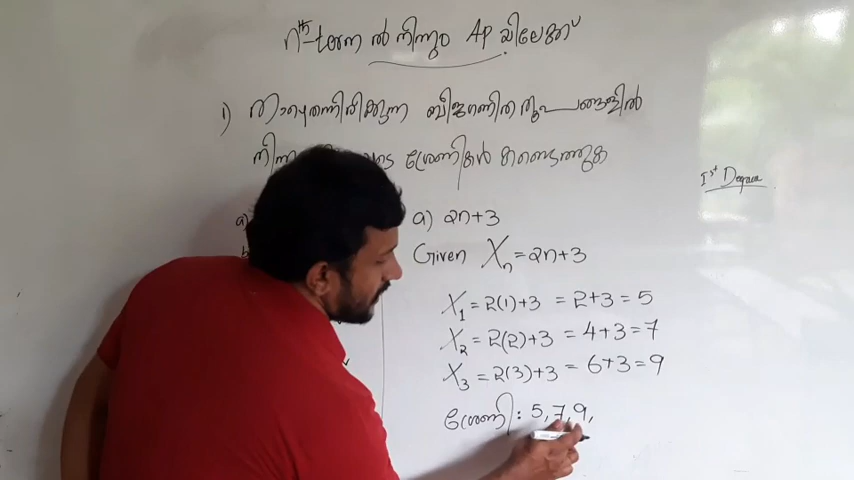 nth term ൽ നിന്നും AP യിലേക്ക്
1) താഴെതന്നിരിക്കുന്ന ബീജഗണിത രൂപങ്ങളിൽ
ശ്രേണികൾ കണ്ടെത്തുക
Ist Degree
a)
a) 2n+3
Given Xn = 2n+3
X1 = 2(1)+3 = 2+3 = 5
X2 = 2(2)+3 = 4+3 = 7
X3 = 2(3)+3 = 6+3 = 9
ശ്രേണി : 5, 7, 9,